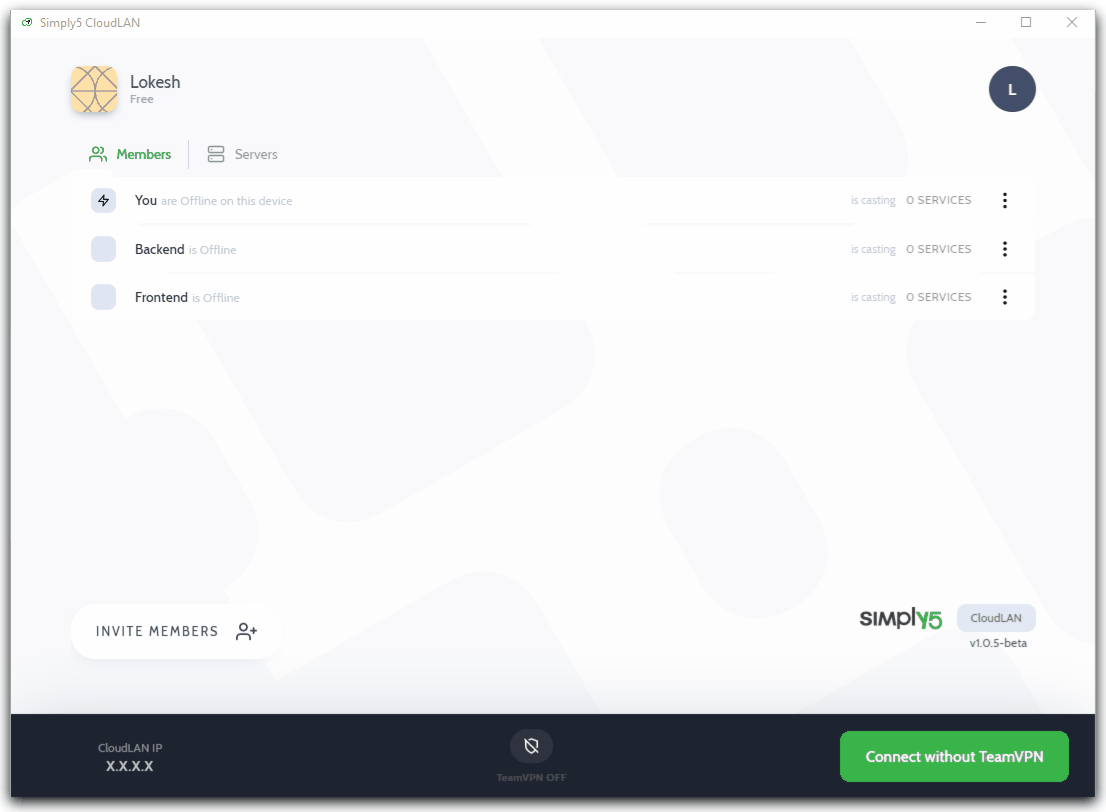 Simply5 CloudLAN
Lokesh
Free
L
Members
Servers
You are Offline on this device
is casting 0 SERVICES
Backend is Offline
is casting 0 SERVICES
Frontend is Offline
is casting 0 SERVICES
INVITE MEMBERS
SIMPLY5
CloudLAN
v1.0.5-beta
CloudLAN IP
X.X.X.X
TeamVPN OFF
Connect without TeamVPN